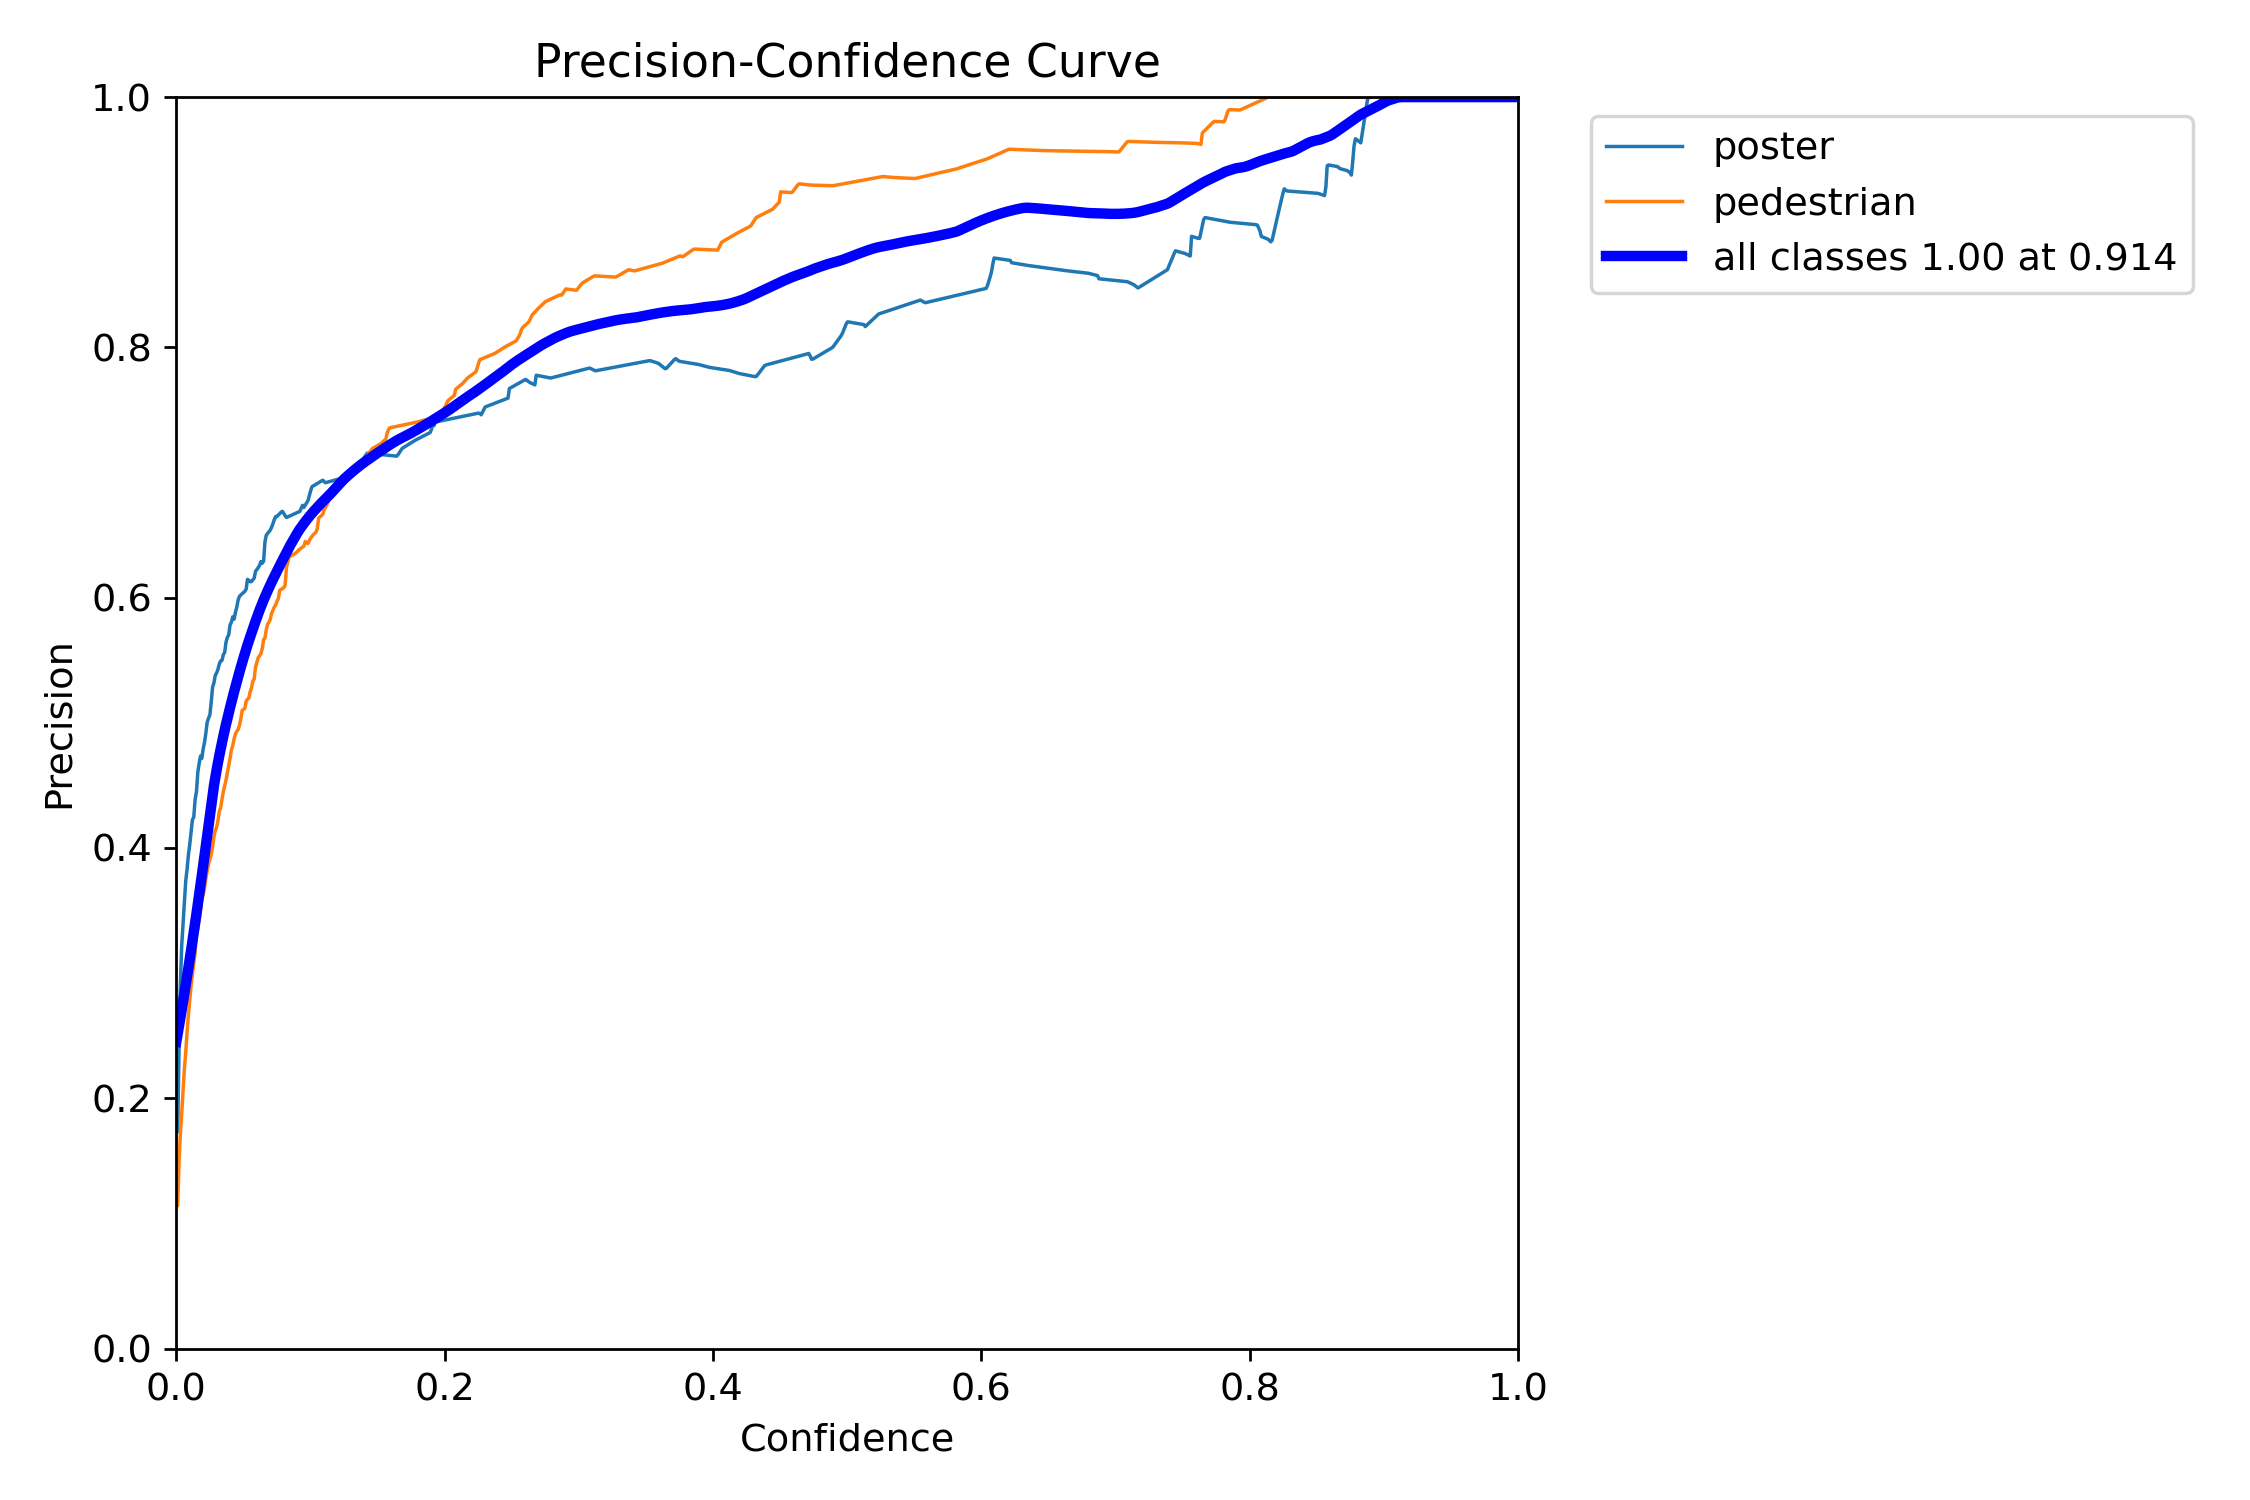 Precision-Confidence Curve
1.0
0.8
0.6
0.4
0.2
0.0
Precision
0.0 0.2 0.4 0.6 0.8 1.0
Confidence
poster
pedestrian
all classes 1.00 at 0.914